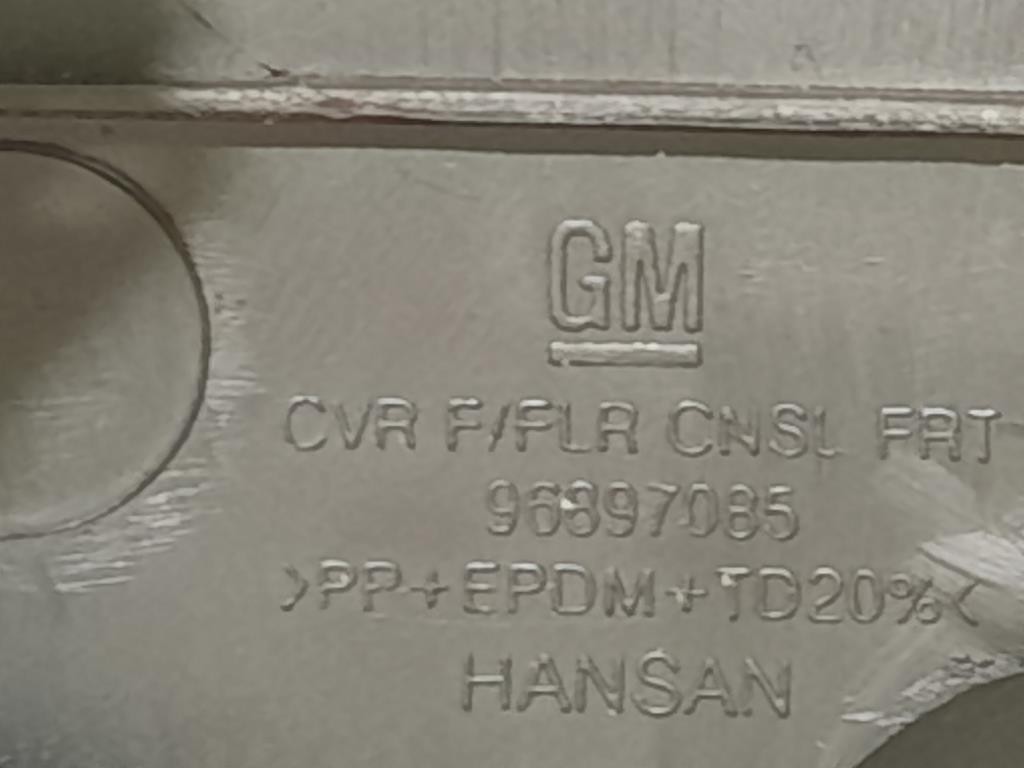 GM
CVR F/FLR CNSL FRT
96897085
>PP+EPDM+TD20%<
HANSAN